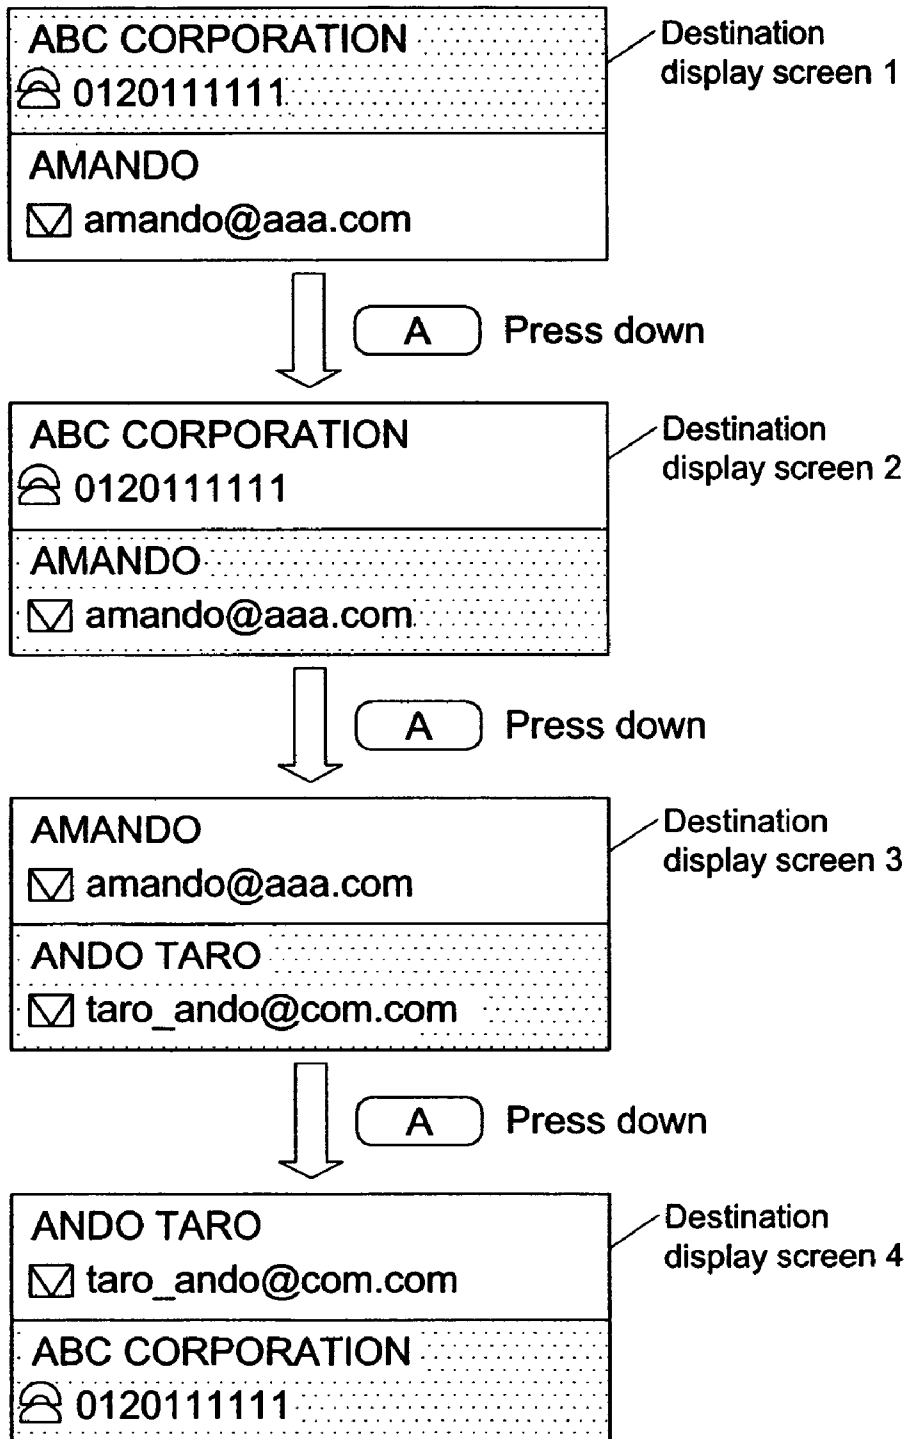 ABC CORPORATION
0120111111
AMANDO
amando@aaa.com
Destination
display screen 1
A Press down
ABC CORPORATION
0120111111
AMANDO
amando@aaa.com
Destination
display screen 2
A Press down
AMANDO
amando@aaa.com
ANDO TARO
taro_ando@com.com
Destination
display screen 3
A Press down
ANDO TARO
taro_ando@com.com
ABC CORPORATION
0120111111
Destination
display screen 4